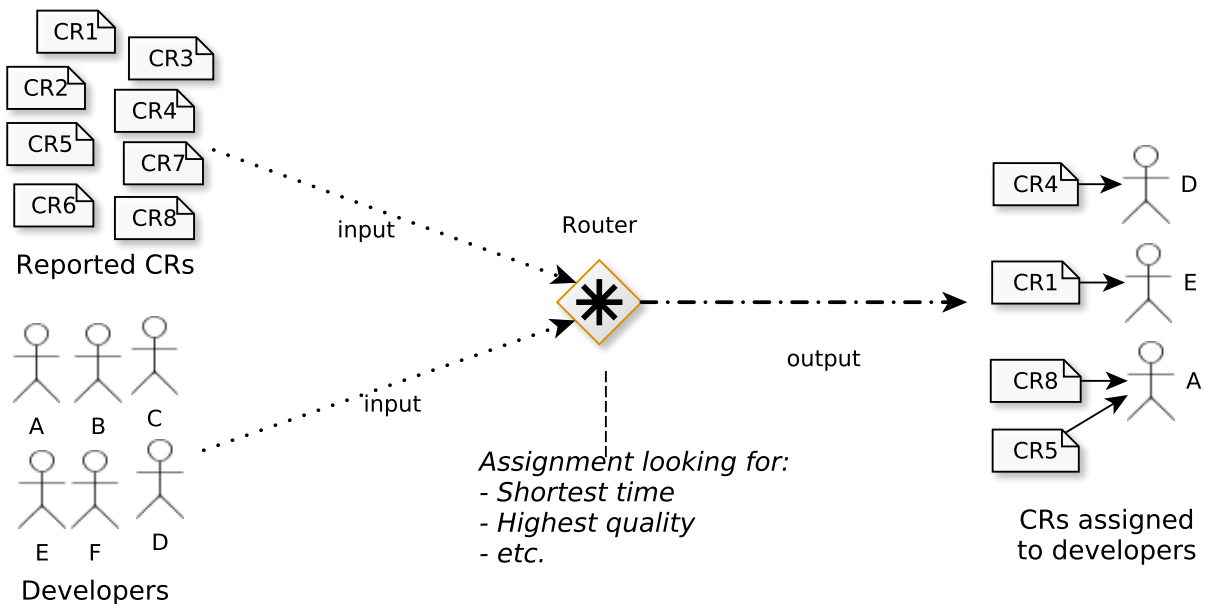 CR1
CR3
CR2
CR4
CR5
CR7
CR6
CR8
Reported CRs
A
B
C
E
F
D
Developers
input
input
Router
Assignment looking for:
- Shortest time
- Highest quality
- etc.
output
CR4
D
CR1
E
CR8
A
CR5
CRs assigned
to developers